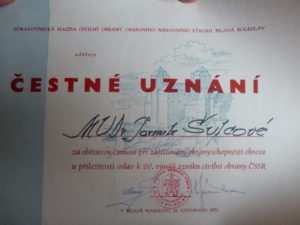 ZDRAVOTNICKÁ SLUŽBA CIVILNÍ OBRANY OKRESNÍHO NÁRODNÍHO VÝBORU MLADÁ BOLESLAV
uděluje
ČESTNÉ UZNÁNÍ
MUDr Jarmile Šulcové
za obětavou činnost při zajišťování obranyschopnosti okresu
u příležitosti oslav k 20. výročí vzniku civilní obrany ČSSR
V MLADÉ BOLESLAVI LISTOPADU 1971